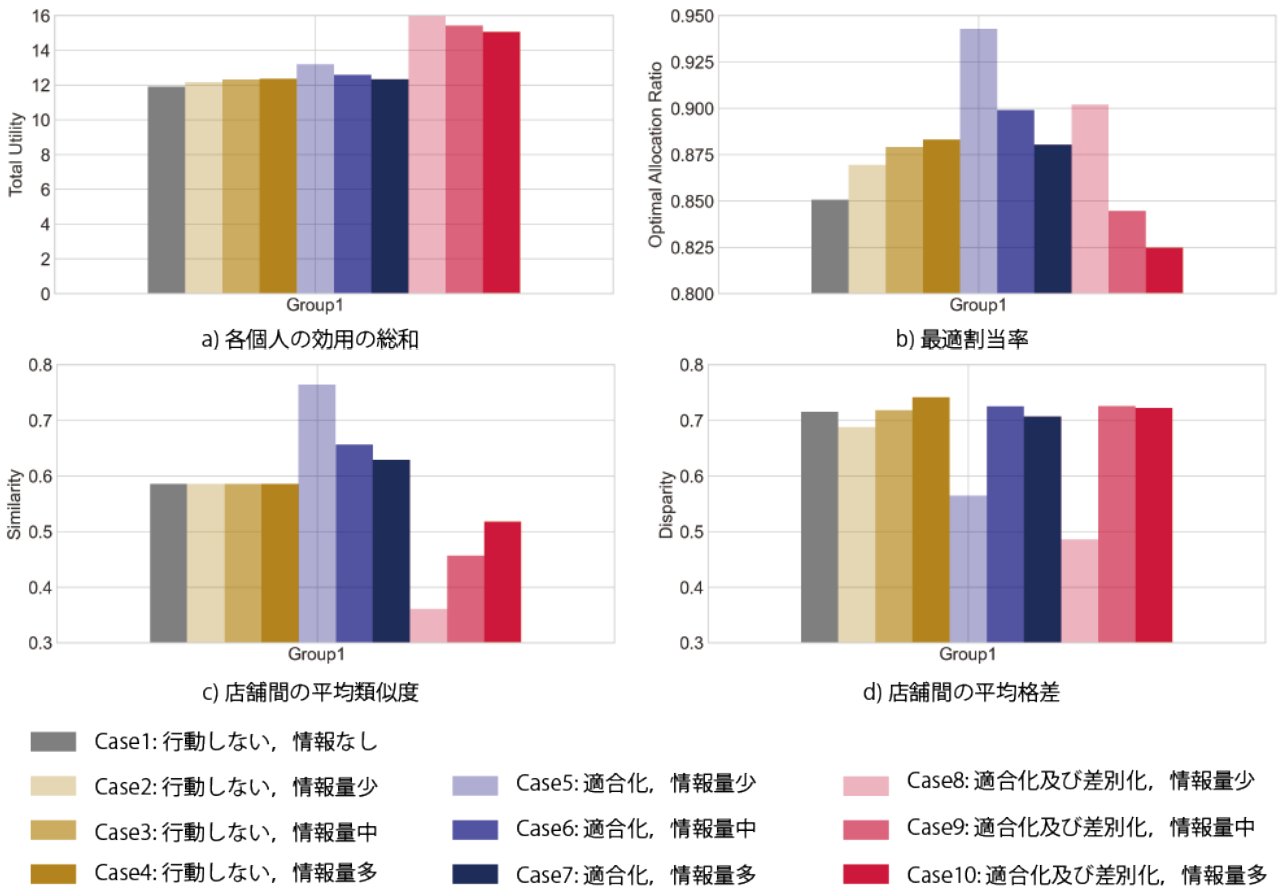 16
14
12
10
8
6
4
2
0
Total Utility
Group1
a) 各個人の効用の総和
0.950
0.925
0.900
0.875
0.850
0.825
0.800
Optimal Allocation Ratio
Group1
b) 最適割当率
0.8
0.7
0.6
0.5
0.4
0.3
Similarity
Group1
c) 店舗間の平均類似度
0.8
0.7
0.6
0.5
0.4
0.3
Disparity
Group1
d) 店舗間の平均格差
Case1: 行動しない，情報なし
Case2: 行動しない，情報量少
Case3: 行動しない，情報量中
Case4: 行動しない，情報量多
Case5: 適合化，情報量少
Case6: 適合化，情報量中
Case7: 適合化，情報量多
Case8: 適合化及び差別化，情報量少
Case9: 適合化及び差別化，情報量中
Case10: 適合化及び差別化，情報量多